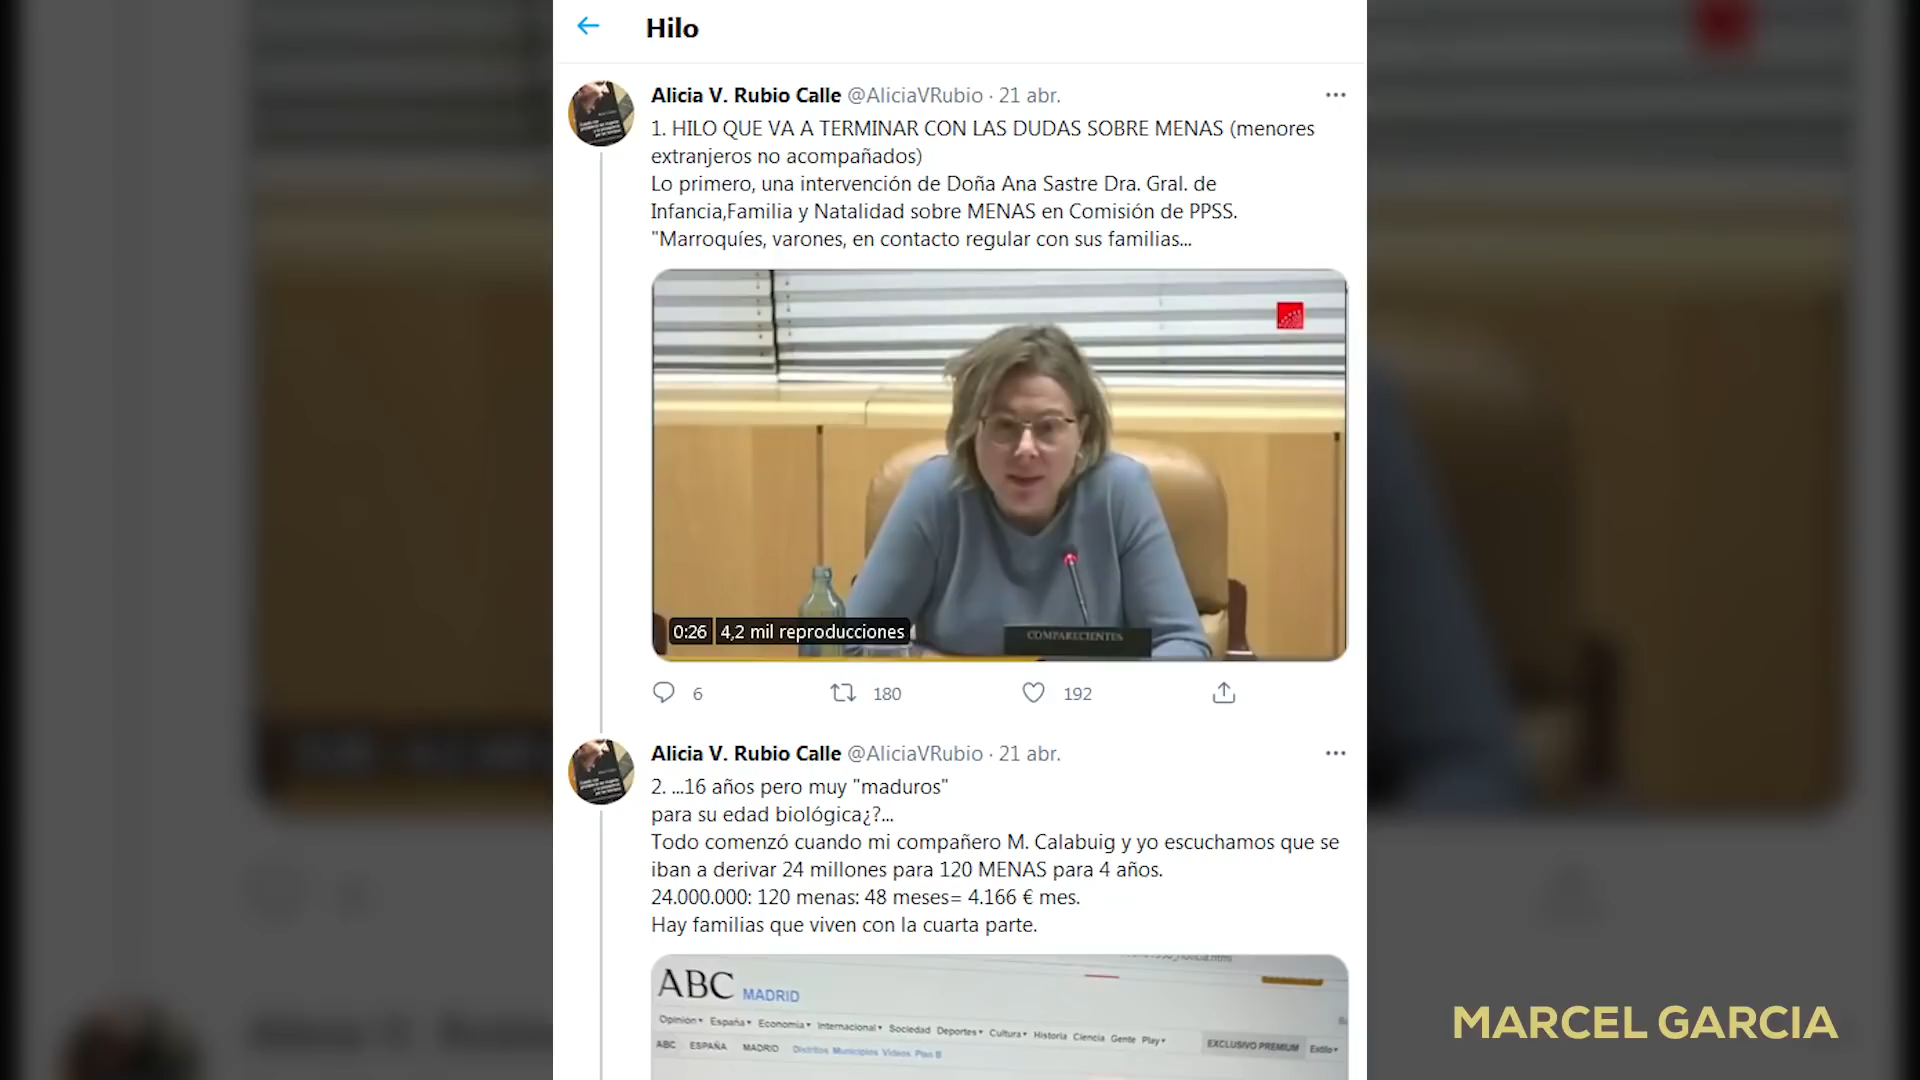 Hilo
Alicia V. Rubio Calle @AliciaVRubio · 21 abr.
1. HILO QUE VA A TERMINAR CON LAS DUDAS SOBRE MENAS (menores
extranjeros no acompañados)
Lo primero, una intervención de Doña Ana Sastre Dra. Gral. de
Infancia,Familia y Natalidad sobre MENAS en Comisión de PPSS.
"Marroquíes, varones, en contacto regular con sus familias...
COMPARECIENTES
0:26 4,2 mil reproducciones
6 180 192
Alicia V. Rubio Calle @AliciaVRubio · 21 abr.
2. ...16 años pero muy "maduros"
para su edad biológica¿?...
Todo comenzó cuando mi compañero M. Calabuig y yo escuchamos que se
iban a derivar 24 millones para 120 MENAS para 4 años.
24.000.000: 120 menas: 48 meses= 4.166 € mes.
Hay familias que viven con la cuarta parte.
ABC MADRID
Opinión España Economía Internacional Sociedad Deportes Cultura Historia Ciencia Gente Play EXCLUSIVO PREMIUM Estilo
ABC ESPAÑA MADRID Distritos Municipios Vídeos Plan B
MARCEL GARCIA